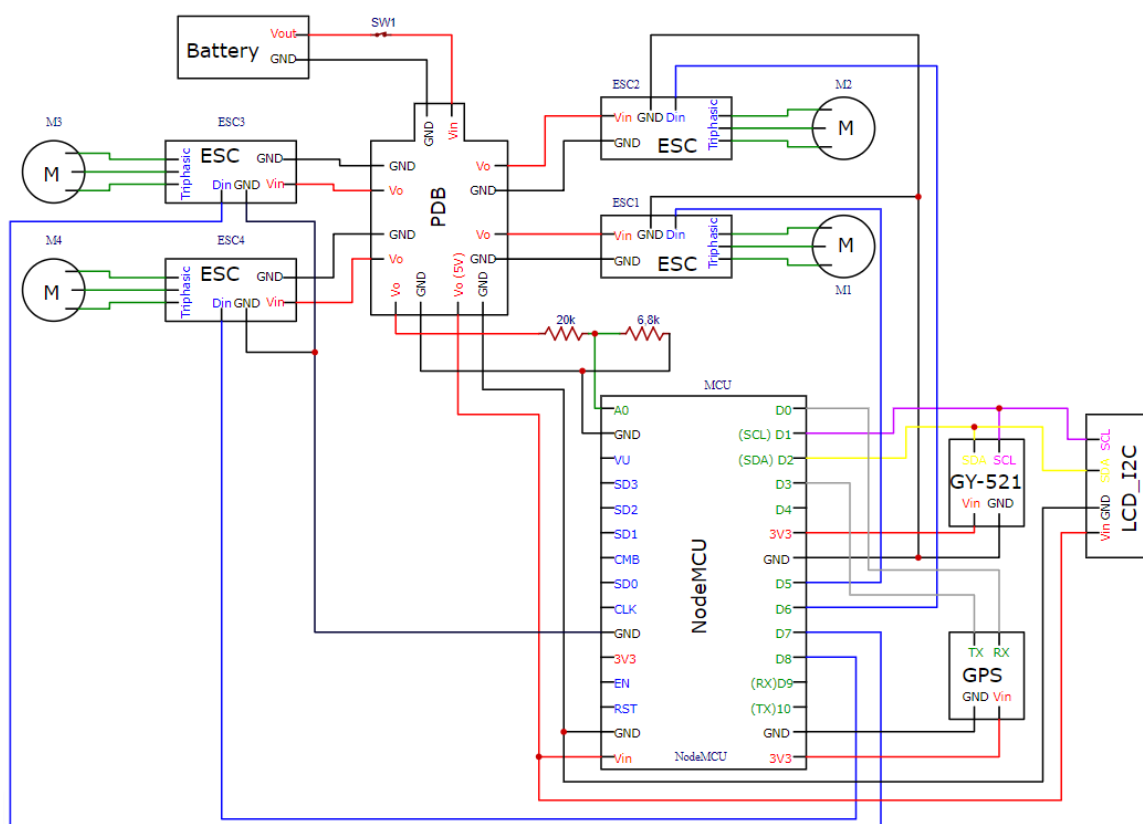 SW1
Battery
Vout
GND
ESC2
M2
Vin
GND
Din
GND
ESC
Triphasic
M
M3
ESC3
M
Triphasic
ESC
GND
Din
GND
Vin
GND
Vin
GND
Vo
PDB
Vo
GND
GND
Vo
Vo
GND
Vo
GND
Vo (5V)
GND
ESC1
Vin
GND
Din
GND
ESC
Triphasic
M
M1
M4
ESC4
M
Triphasic
ESC
GND
Din
GND
Vin
20k
6,8k
MCU
A0
GND
VU
SD3
SD2
SD1
CMB
SD0
CLK
GND
3V3
EN
RST
GND
Vin
NodeMCU
NodeMCU
D0
(SCL) D1
(SDA) D2
D3
D4
3V3
GND
D5
D6
D7
D8
(RX)D9
(TX)10
GND
3V3
SDA
SCL
GY-521
Vin
GND
SCL
SDA
GND
Vin
LCD_I2C
TX
RX
GPS
GND
Vin